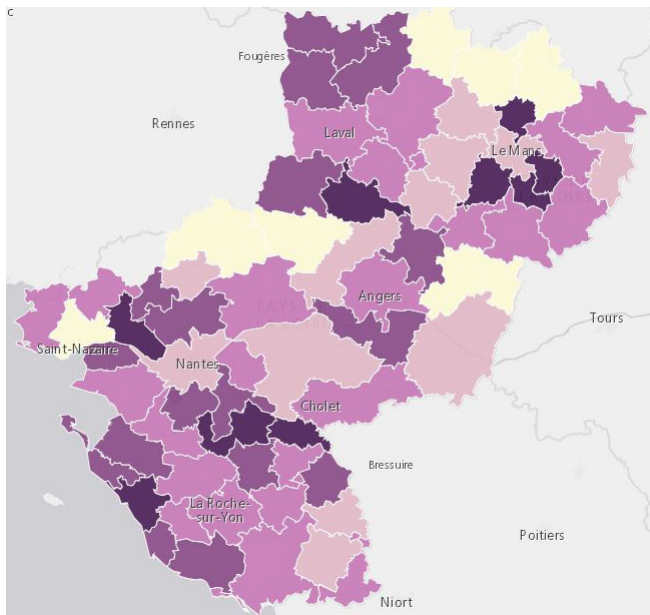 c
Fougères
Rennes
Laval
Le Mans
Angers
Tours
Saint-Nazaire
Nantes
Cholet
Bressuire
La Roche-
sur-Yon
Poitiers
Niort